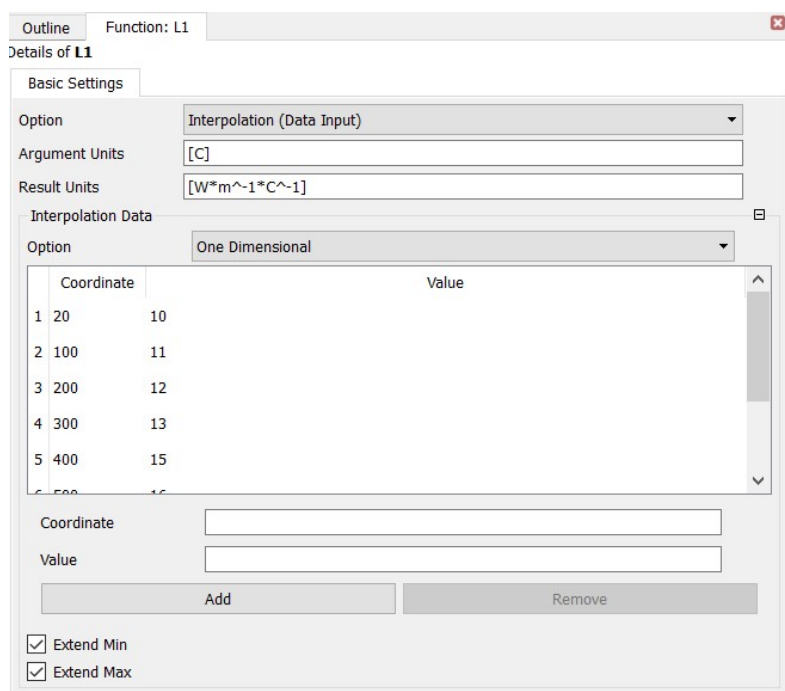 Outline Function: L1
Details of L1
Basic Settings
Option Interpolation (Data Input)
Argument Units [C]
Result Units [W*m^-1*C^-1]
Interpolation Data
Option One Dimensional
Coordinate Value
1 20 10
2 100 11
3 200 12
4 300 13
5 400 15
Coordinate
Value
Add Remove
Extend Min
Extend Max